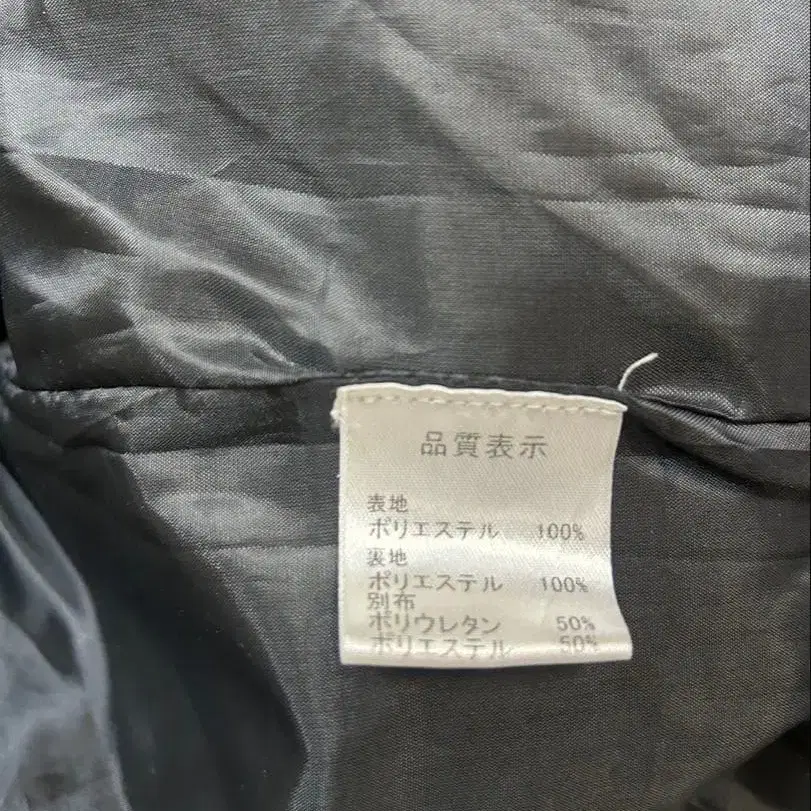 品質表示
表地
ポリエステル 100%
裏地
ポリエステル 100%
別布
ポリウレタン 50%
ポリエステル 50%